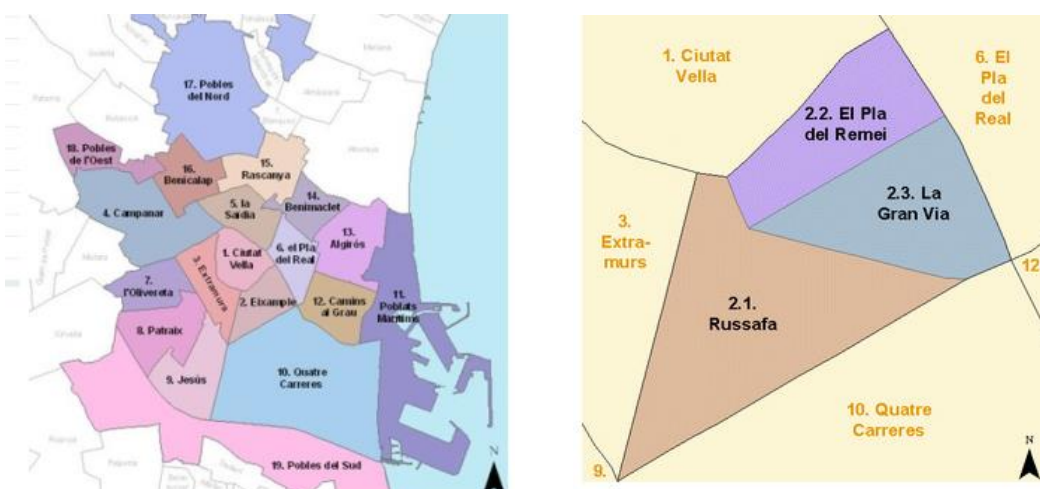 17. Pobles
del Nord
18. Pobles
de l'Oest
16.
Benicalap
15.
Rascanya
4. Campanar
5. la
Saïdia
14.
Benimaclet
13.
Algirós
1. Ciutat
Vella
6. el Pla
del Real
3. Extramurs
7.
l'Olivereta
2. Eixample
12. Camins
al Grau
11.
Poblats
Marítims
8. Patraix
9. Jesús
10. Quatre
Carreres
19. Pobles del Sud
N
1. Ciutat
Vella
6. El
Pla
del
Real
2.2. El Pla
del Remei
2.3. La
Gran Via
3.
Extra-
murs
12
2.1.
Russafa
10. Quatre
Carreres
9.
N